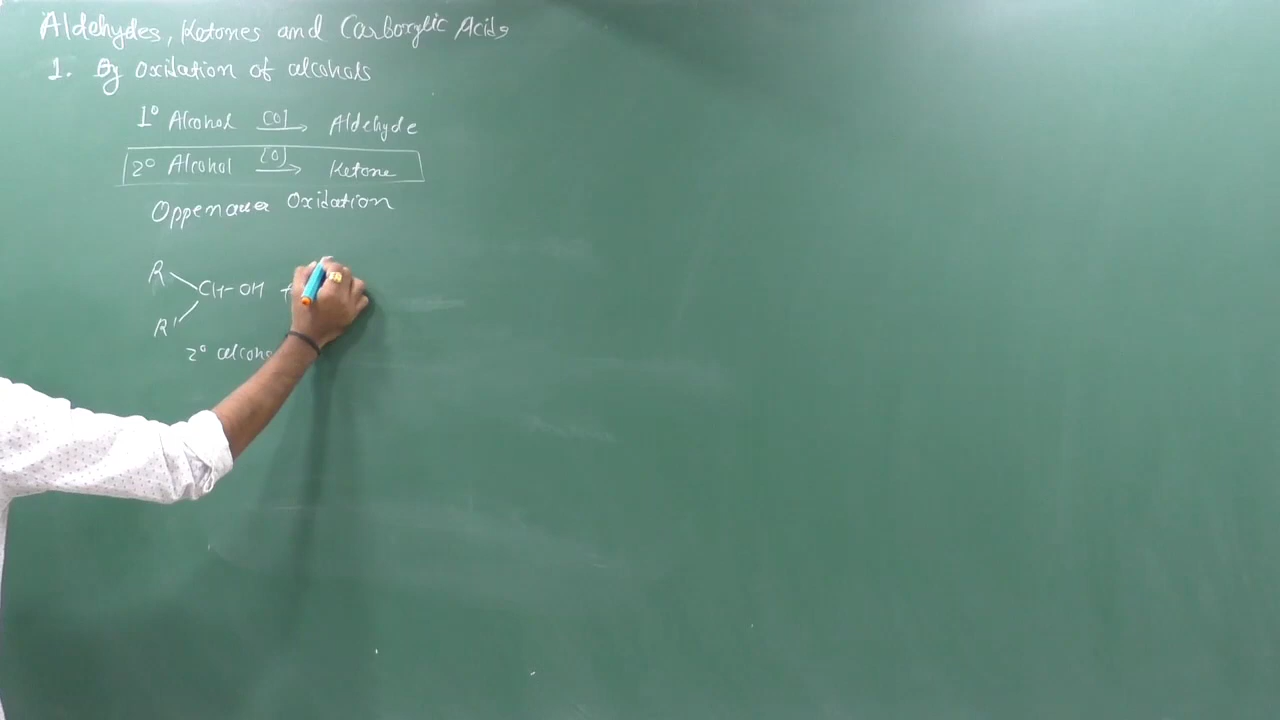 Aldehydes, Ketones and Carboxylic Acids
1. By Oxidation of alcohols
1° Alcohol [O] → Aldehyde
2° Alcohol [O] → Ketone
Oppenauer Oxidation
R
CH-OH +
R'
2° alcoho